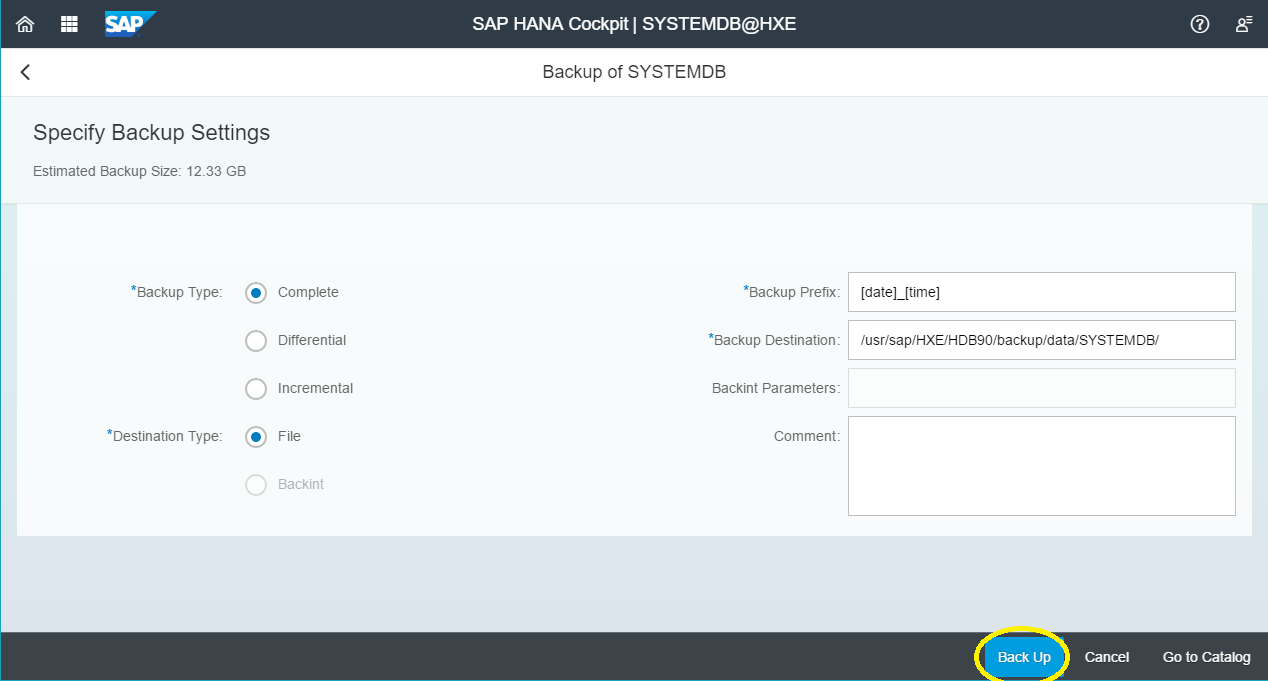 SAP
SAP HANA Cockpit | SYSTEMDB@HXE
Backup of SYSTEMDB
Specify Backup Settings
Estimated Backup Size: 12.33 GB
*Backup Type: Complete
Differential
Incremental
*Destination Type: File
Backint
*Backup Prefix: [date]_[time]
*Backup Destination: /usr/sap/HXE/HDB90/backup/data/SYSTEMDB/
Backint Parameters:
Comment:
Back Up Cancel Go to Catalog